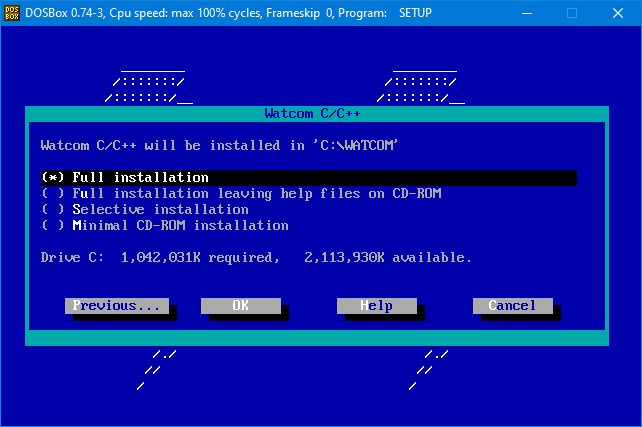 DOS BOX
DOSBox 0.74-3, Cpu speed: max 100% cycles, Frameskip 0, Program: SETUP
Watcom C/C++
Watcom C/C++ will be installed in 'C:\WATCOM'
(*) Full installation
( ) Full installation leaving help files on CD-ROM
( ) Selective installation
( ) Minimal CD-ROM installation
Drive C: 1,042,031K required, 2,113,930K available.
Previous... OK Help Cancel